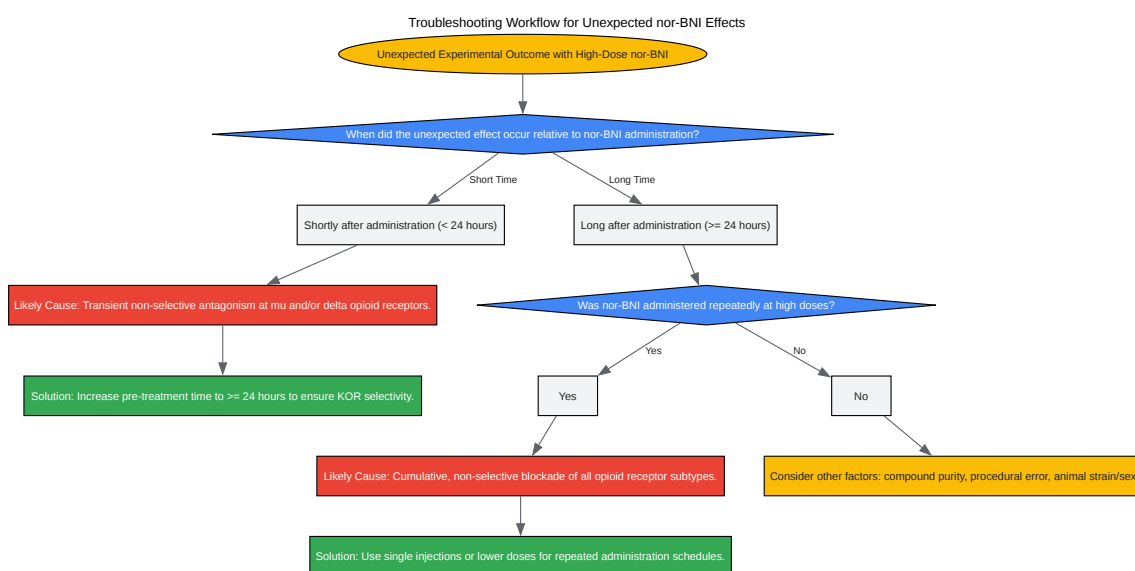 Troubleshooting Workflow for Unexpected nor-BNI Effects
Unexpected Experimental Outcome with High-Dose nor-BNI
When did the unexpected effect occur relative to nor-BNI administration?
Short Time
Long Time
Shortly after administration (< 24 hours)
Long after administration (>= 24 hours)
Likely Cause: Transient non-selective antagonism at mu and/or delta opioid receptors.
Was nor-BNI administered repeatedly at high doses?
Yes
No
Solution: Increase pre-treatment time to >= 24 hours to ensure KOR selectivity.
Yes
No
Likely Cause: Cumulative, non-selective blockade of all opioid receptor subtypes.
Consider other factors: compound purity, procedural error, animal strain/sex
Solution: Use single injections or lower doses for repeated administration schedules.